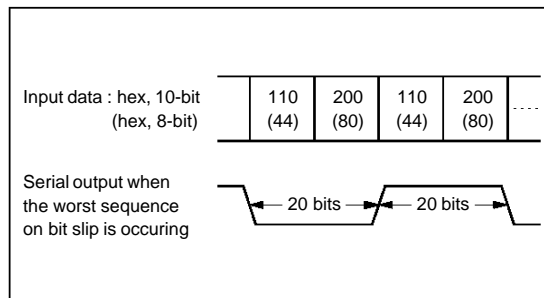 Input data : hex, 10-bit
(hex, 8-bit)
110 200 110 200
(44) (80) (44) (80)
.....
Serial output when
the worst sequence
on bit slip is occuring
20 bits 20 bits